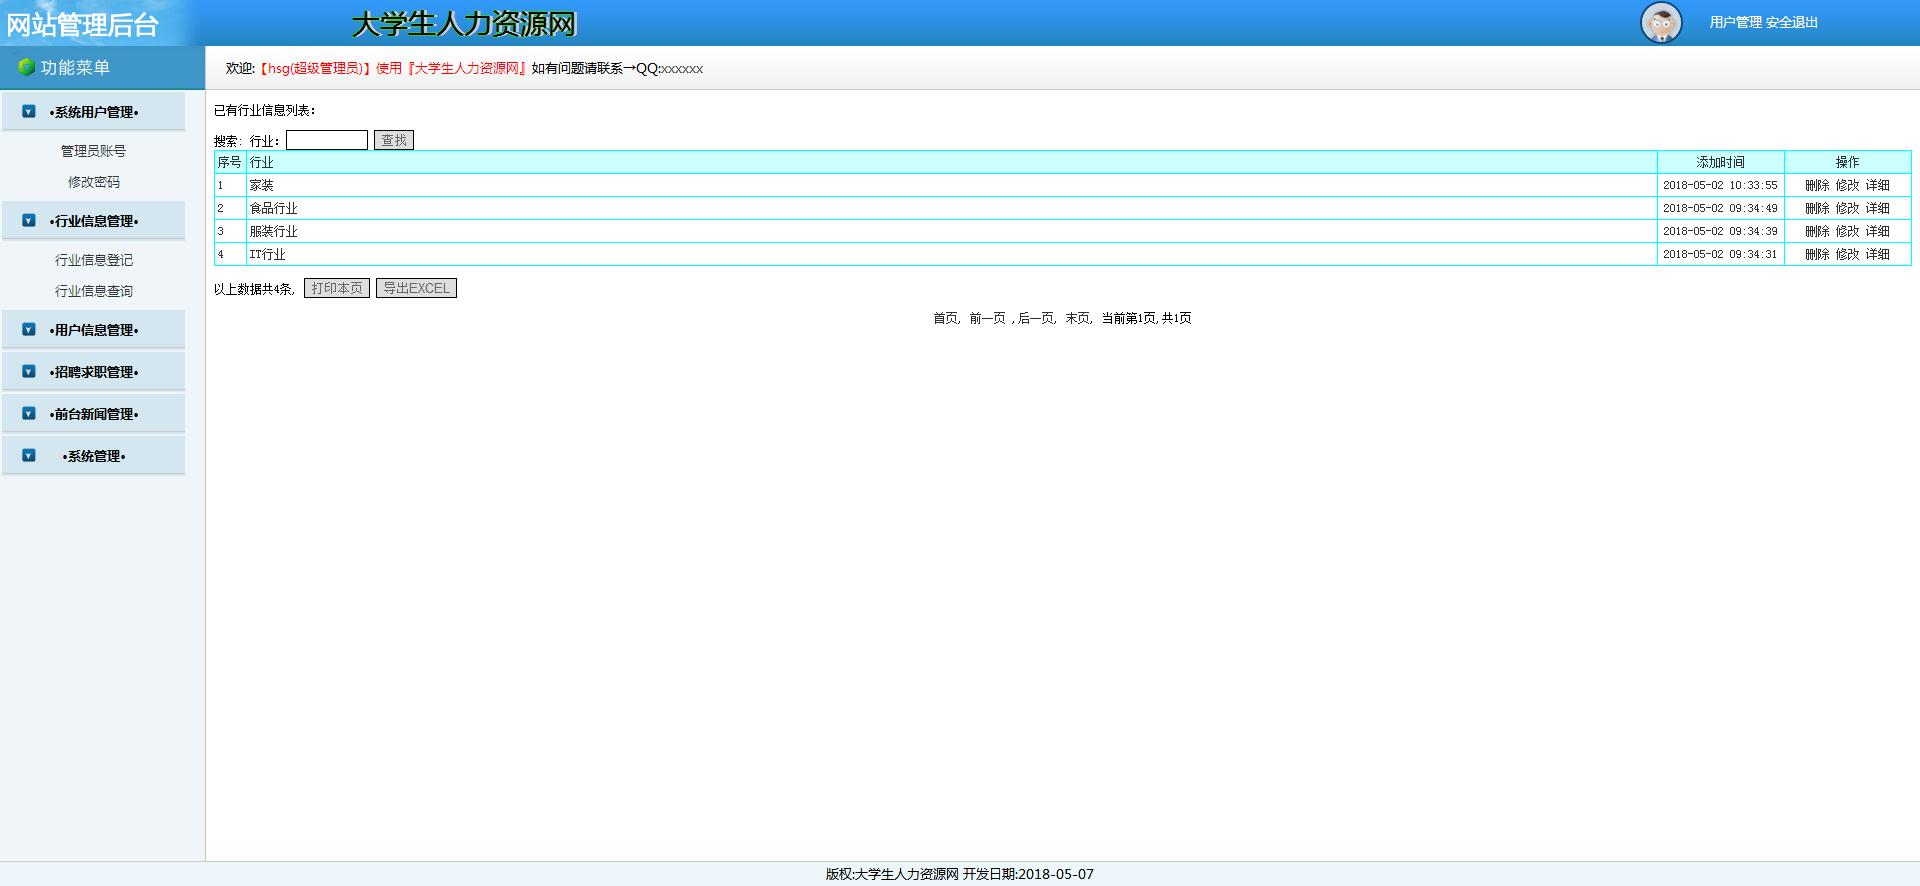 网站管理后台
大学生人力资源网
用户管理 安全退出
功能菜单
欢迎:【hsg(超级管理员)】使用『大学生人力资源网』如有问题请联系→QQ:xxxxxx
•系统用户管理•
管理员账号
修改密码
•行业信息管理•
行业信息登记
行业信息查询
•用户信息管理•
•招聘求职管理•
•前台新闻管理•
•系统管理•
已有行业信息列表:
搜索: 行业: 查找
序号 行业 添加时间 操作
1 家装 2018-05-02 10:33:55 删除 修改 详细
2 食品行业 2018-05-02 09:34:49 删除 修改 详细
3 服装行业 2018-05-02 09:34:39 删除 修改 详细
4 IT行业 2018-05-02 09:34:31 删除 修改 详细
以上数据共4条, 打印本页 导出EXCEL
首页, 前一页 ,后一页, 末页, 当前第1页,共1页
版权:大学生人力资源网 开发日期:2018-05-07